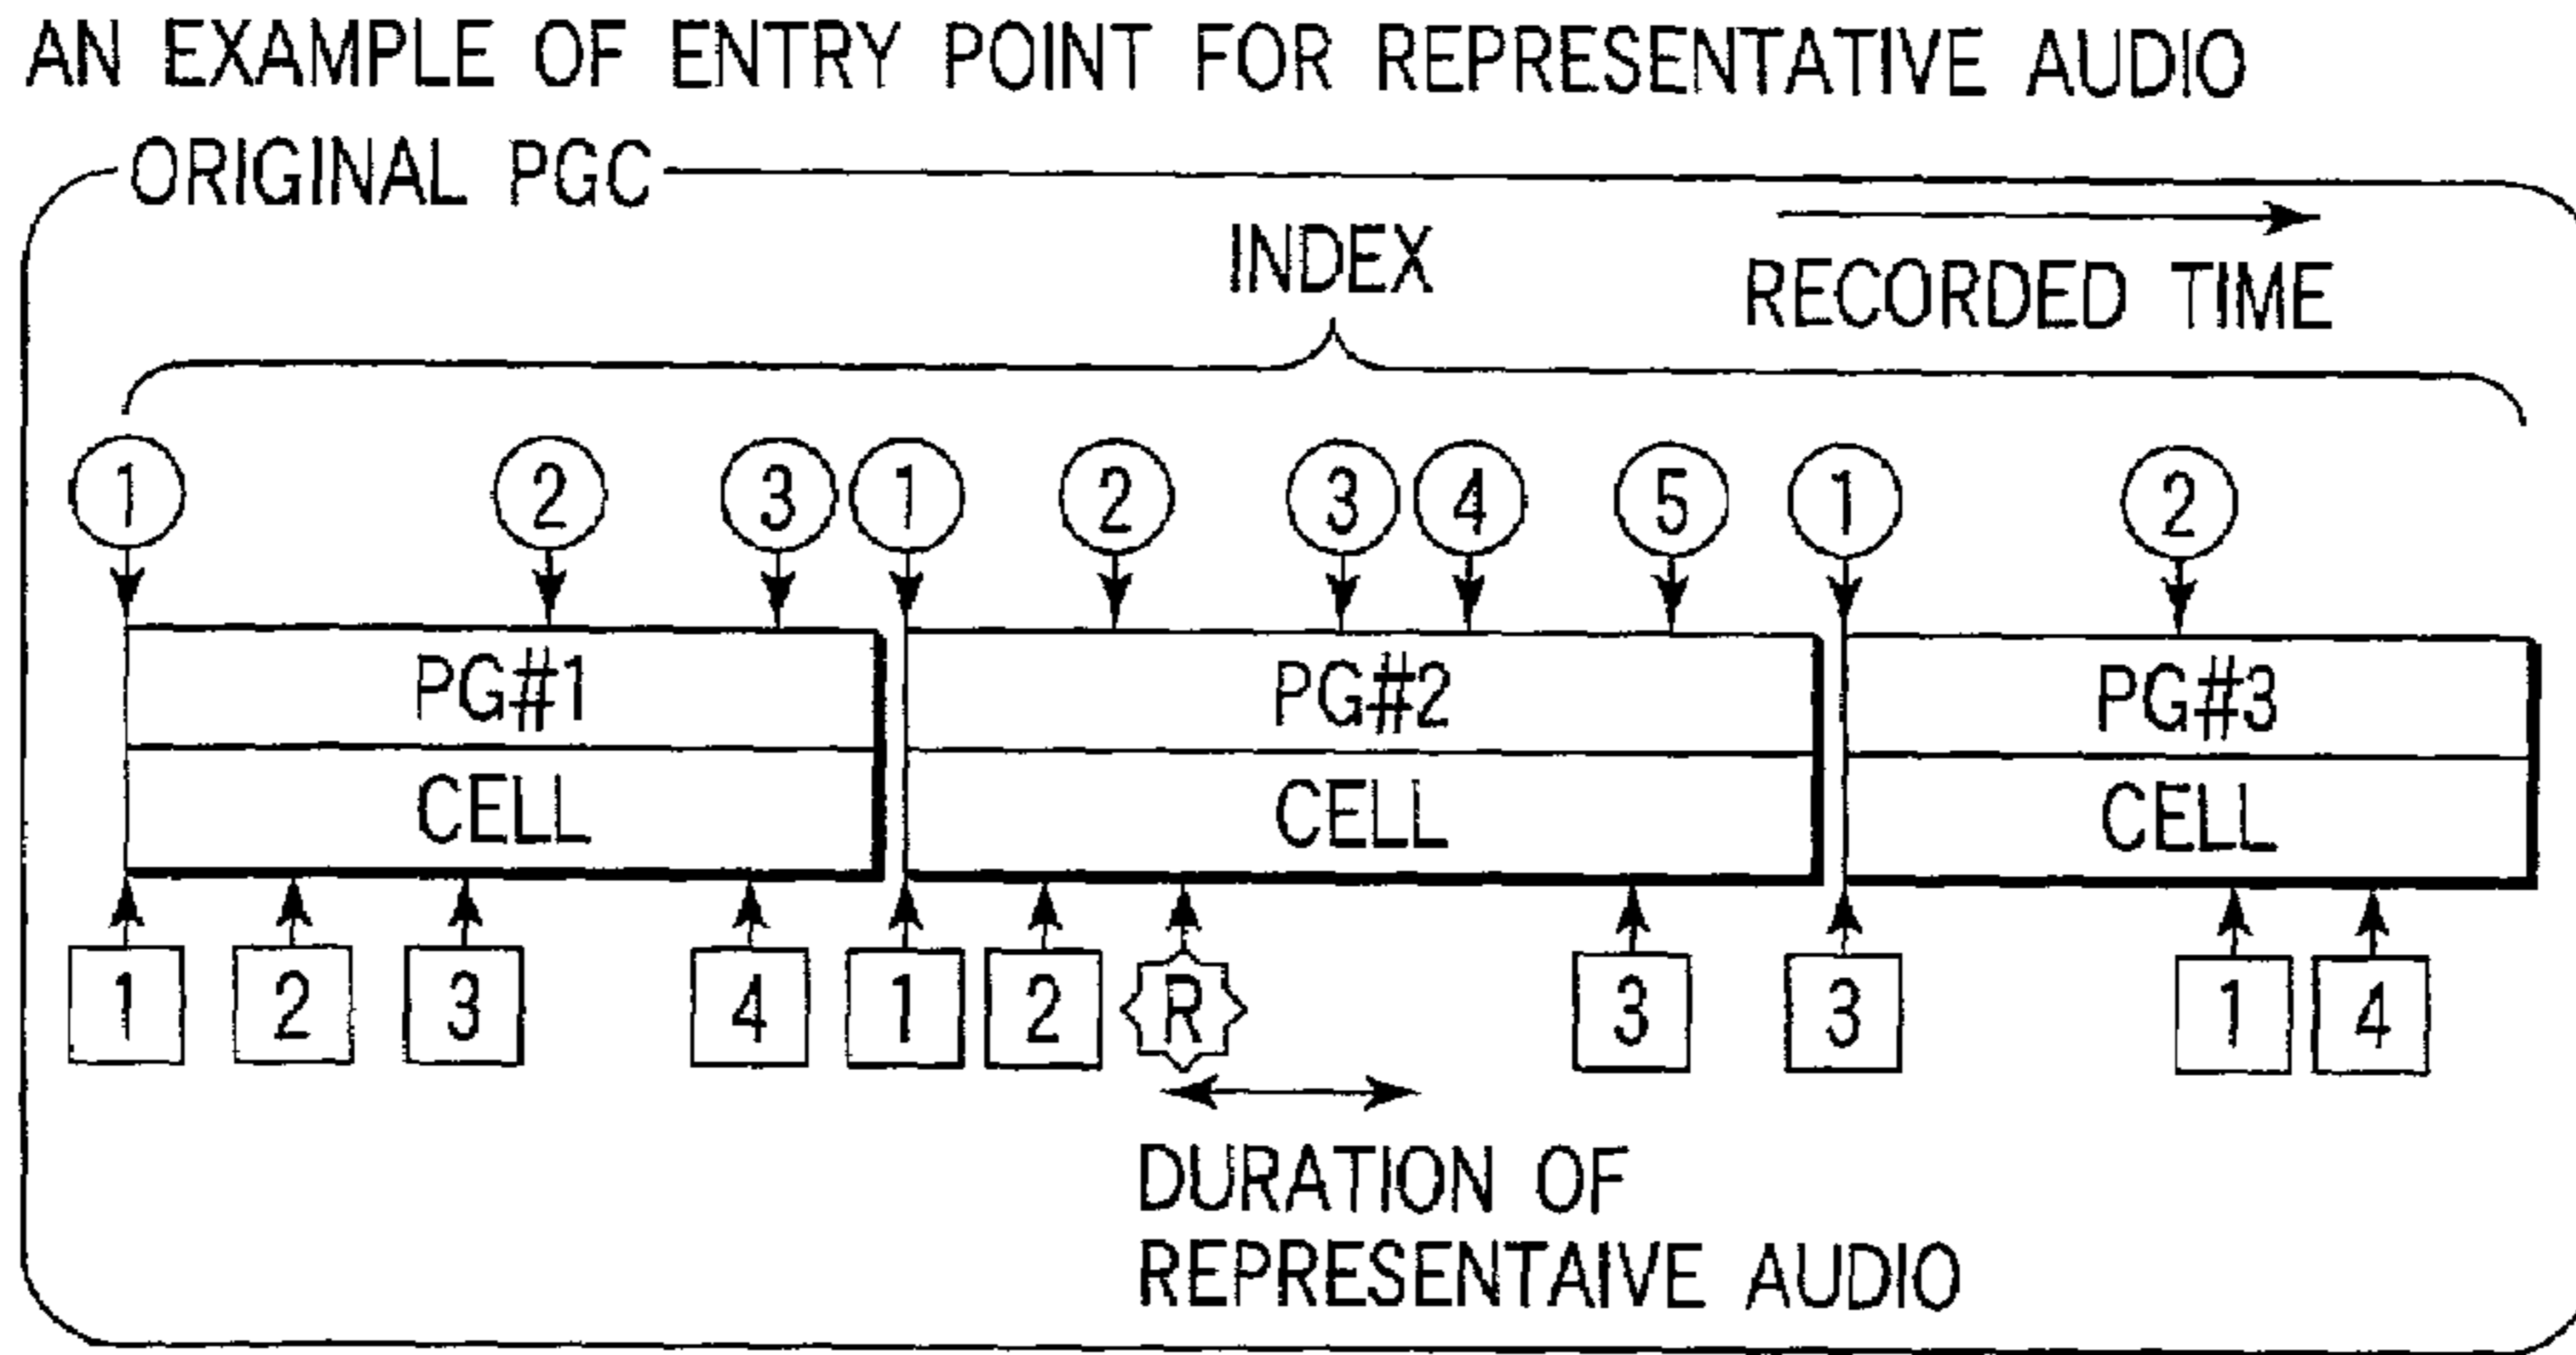 AN EXAMPLE OF ENTRY POINT FOR REPRESENTATIVE AUDIO
ORIGINAL PGC
INDEX
RECORDED TIME
1 2 3 1 2 3 4 5 1 2
PG#1 PG#2 PG#3
CELL CELL CELL
1 2 3 4 1 2 R 3 3 1 4
DURATION OF
REPRESENTAIVE AUDIO